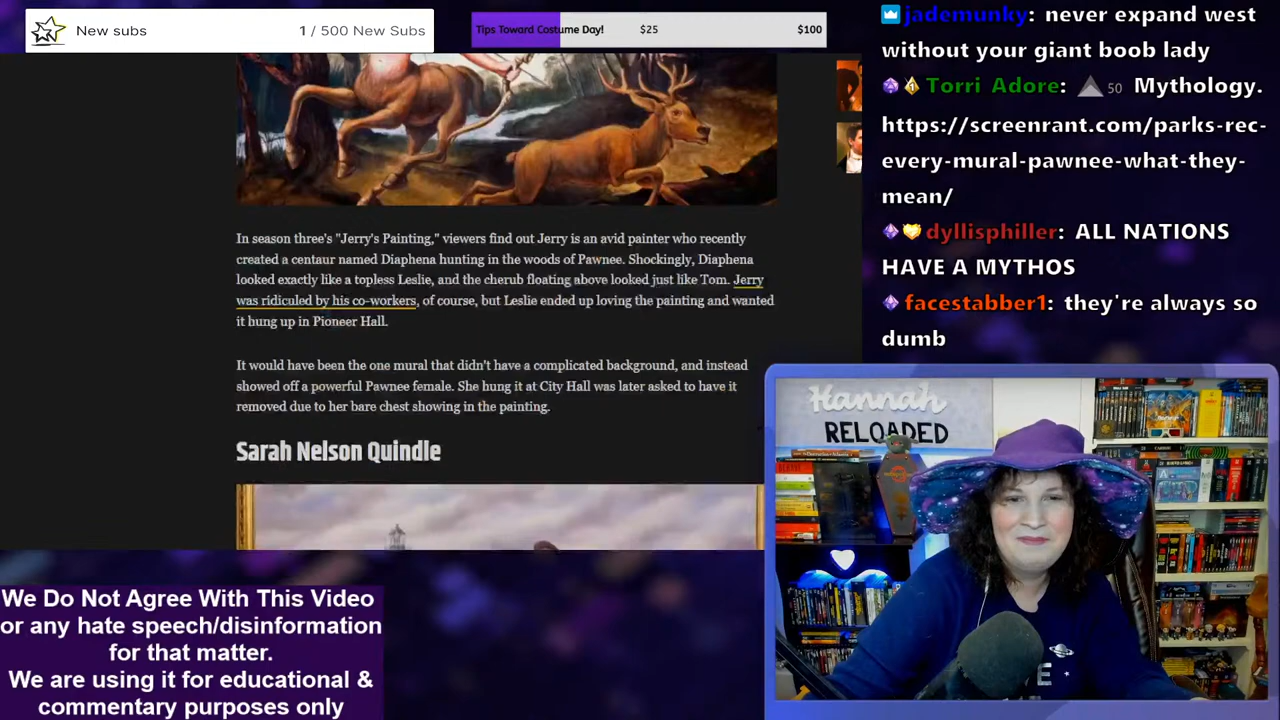 New subs
1 / 500 New Subs
Tips Toward Costume Day!
$25
$100
jademunky: never expand west
without your giant boob lady
Torri Adore: 50 Mythology.
https://screenrant.com/parks-rec-
every-mural-pawnee-what-they-
mean/
dyllisphiller: ALL NATIONS
HAVE A MYTHOS
facestabber1: they're always so
dumb
In season three's "Jerry's Painting," viewers find out Jerry is an avid painter who recently
created a centaur named Diaphena hunting in the woods of Pawnee. Shockingly, Diaphena
looked exactly like a topless Leslie, and the cherub floating above looked just like Tom. Jerry
was ridiculed by his co-workers, of course, but Leslie ended up loving the painting and wanted
it hung up in Pioneer Hall.
It would have been the one mural that didn't have a complicated background, and instead
showed off a powerful Pawnee female. She hung it at City Hall was later asked to have it
removed due to her bare chest showing in the painting.
Sarah Nelson Quindle
Hannah
RELOADED
We Do Not Agree With This Video
or any hate speech/disinformation
for that matter.
We are using it for educational &
commentary purposes only